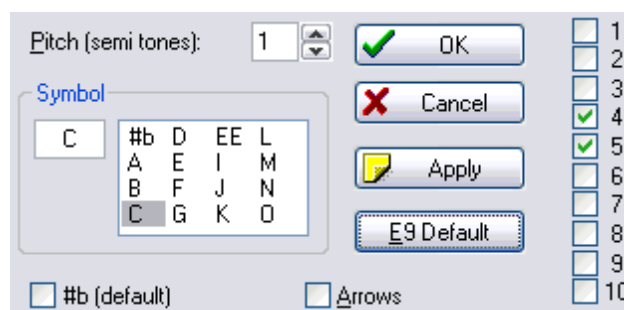 Pitch (semi tones): 1
OK
Cancel
Apply
E9 Default
Symbol
C
#b D EE L
A E I M
B F J N
C G K O
#b (default)
Arrows
1
2
3
4
5
6
7
8
9
10